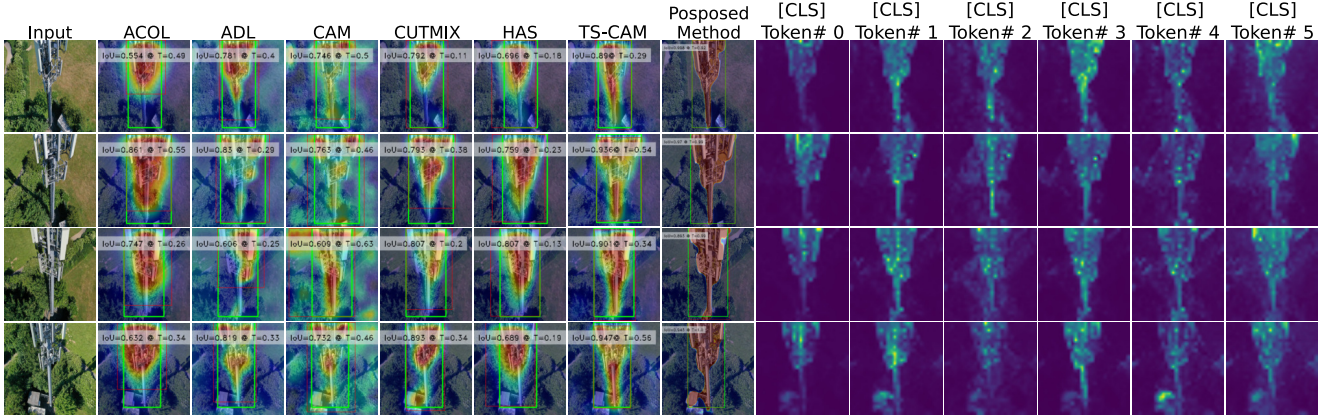 Input ACOL ADL CAM CUTMIX HAS TS-CAM Posposed Method [CLS] Token# 0 [CLS] Token# 1 [CLS] Token# 2 [CLS] Token# 3 [CLS] Token# 4 [CLS] Token# 5
IoU=0.554 @ T=0.49 IoU=0.781 @ T=0.4 IoU=0.746 @ T=0.5 IoU=0.792 @ T=0.11 IoU=0.696 @ T=0.18 IoU=0.890 @ T=0.29
IoU=0.861 @ T=0.55 IoU=0.83 @ T=0.29 IoU=0.763 @ T=0.46 IoU=0.793 @ T=0.38 IoU=0.759 @ T=0.23 IoU=0.936 @ T=0.54
IoU=0.747 @ T=0.26 IoU=0.606 @ T=0.25 IoU=0.609 @ T=0.63 IoU=0.807 @ T=0.2 IoU=0.807 @ T=0.13 IoU=0.901 @ T=0.34
IoU=0.632 @ T=0.34 IoU=0.819 @ T=0.33 IoU=0.732 @ T=0.46 IoU=0.893 @ T=0.34 IoU=0.689 @ T=0.19 IoU=0.947 @ T=0.56